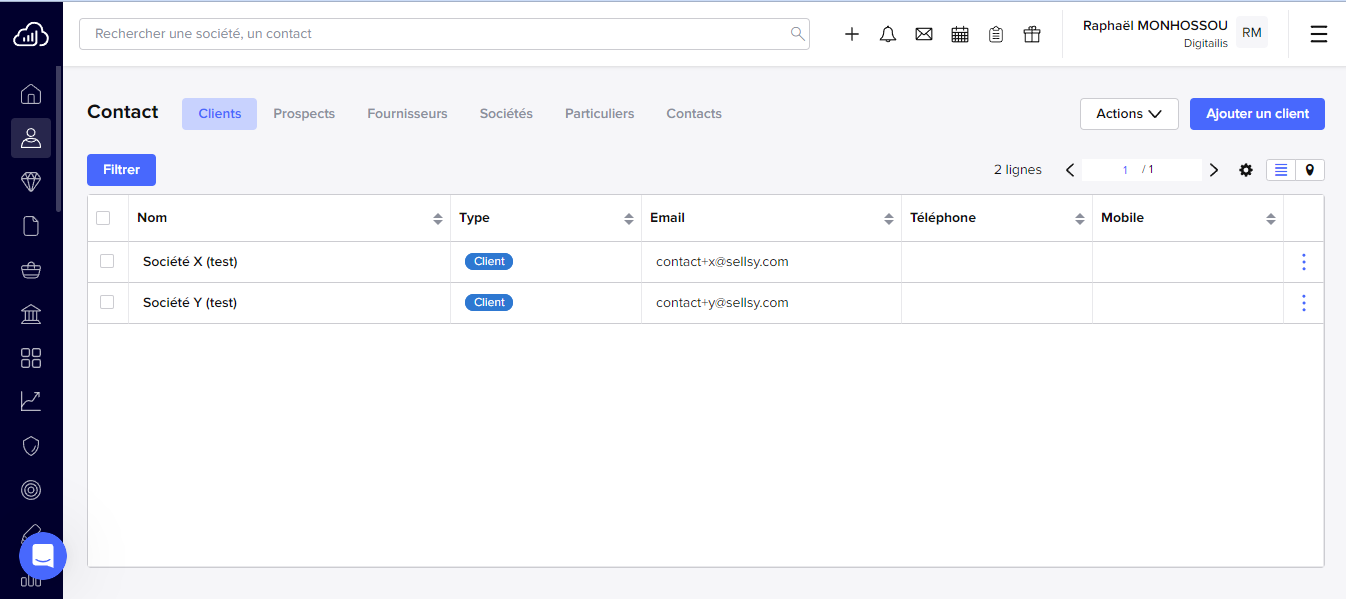 Rechercher une société, un contact
Raphaël MONHOSSOU
Digitailis
RM
Contact Clients Prospects Fournisseurs Sociétés Particuliers Contacts Actions Ajouter un client
Filtrer 2 lignes 1 / 1
Nom Type Email Téléphone Mobile
Société X (test) Client contact+x@sellsy.com
Société Y (test) Client contact+y@sellsy.com